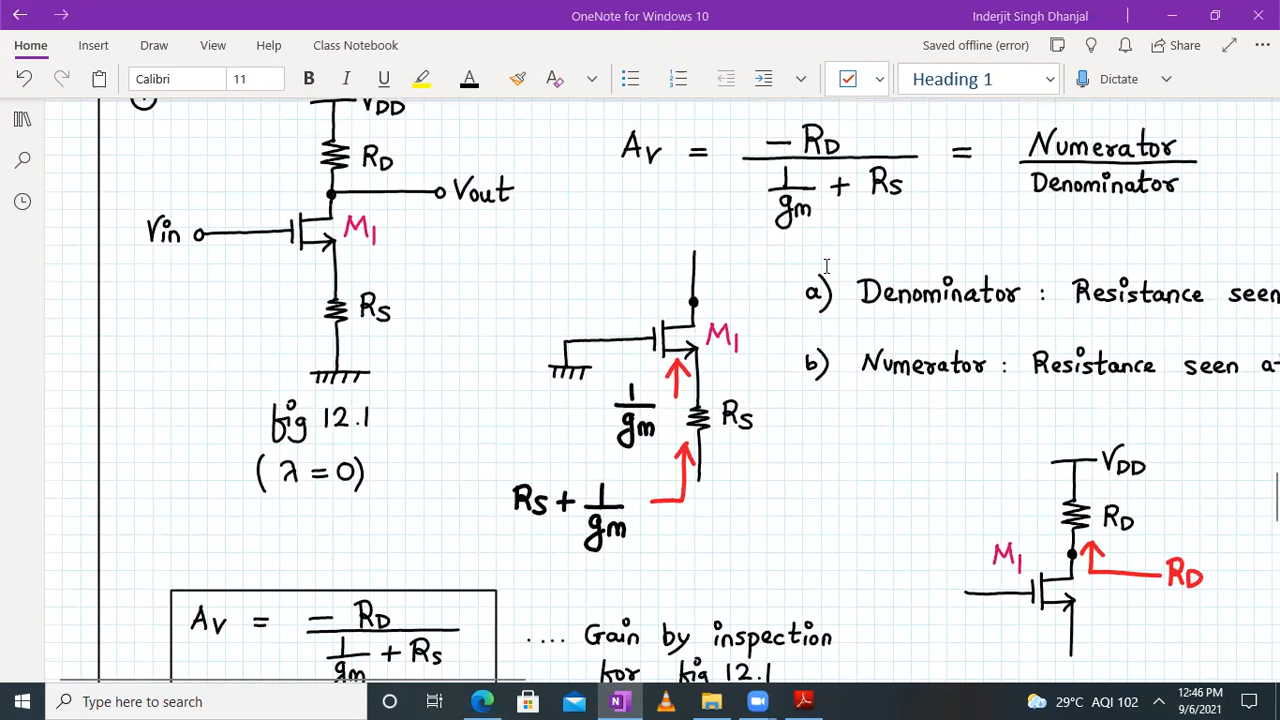 OneNote for Windows 10
Inderjit Singh Dhanjal
Home Insert Draw View Help Class Notebook
Saved offline (error) Share
Calibri 11 B I U A Heading 1 Dictate
VDD
RD
Vout
Vin
M1
RS
fig 12.1
(λ = 0)
Av = -RD / (1/gm + RS) = Numerator / Denominator
a) Denominator : Resistance seen
b) Numerator : Resistance seen a
M1
1/gm
RS
RS + 1/gm
VDD
RD
M1
RD
Av = -RD / (1/gm + RS)
.... Gain by inspection
for fig 12.1
Type here to search
29°C AQI 102
12:46 PM
9/6/2021